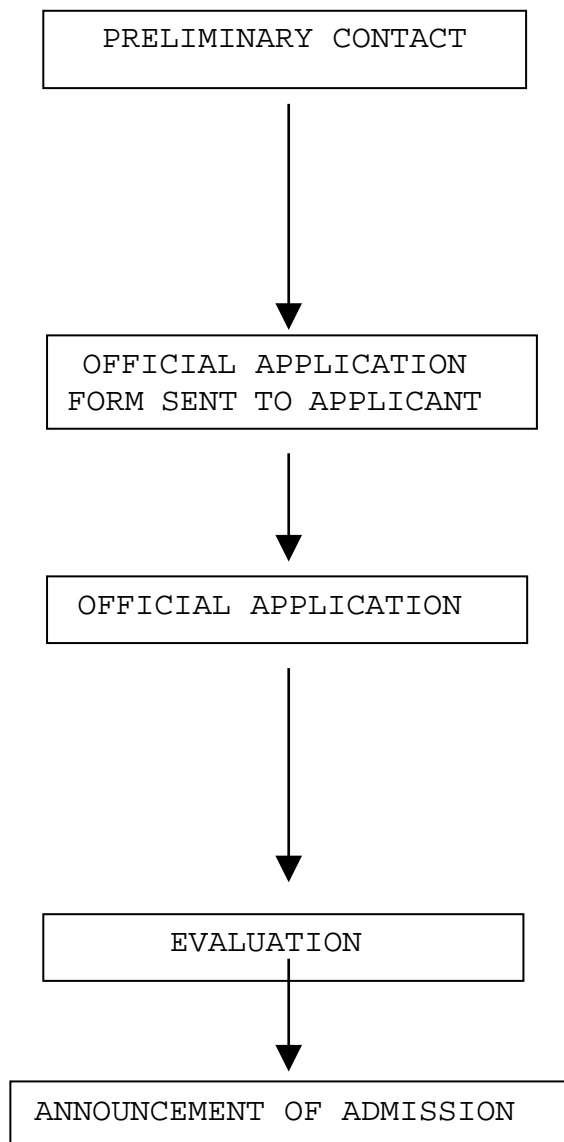 PRELIMINARY CONTACT
OFFICIAL APPLICATION
FORM SENT TO APPLICANT
OFFICIAL APPLICATION
EVALUATION
ANNOUNCEMENT OF ADMISSION